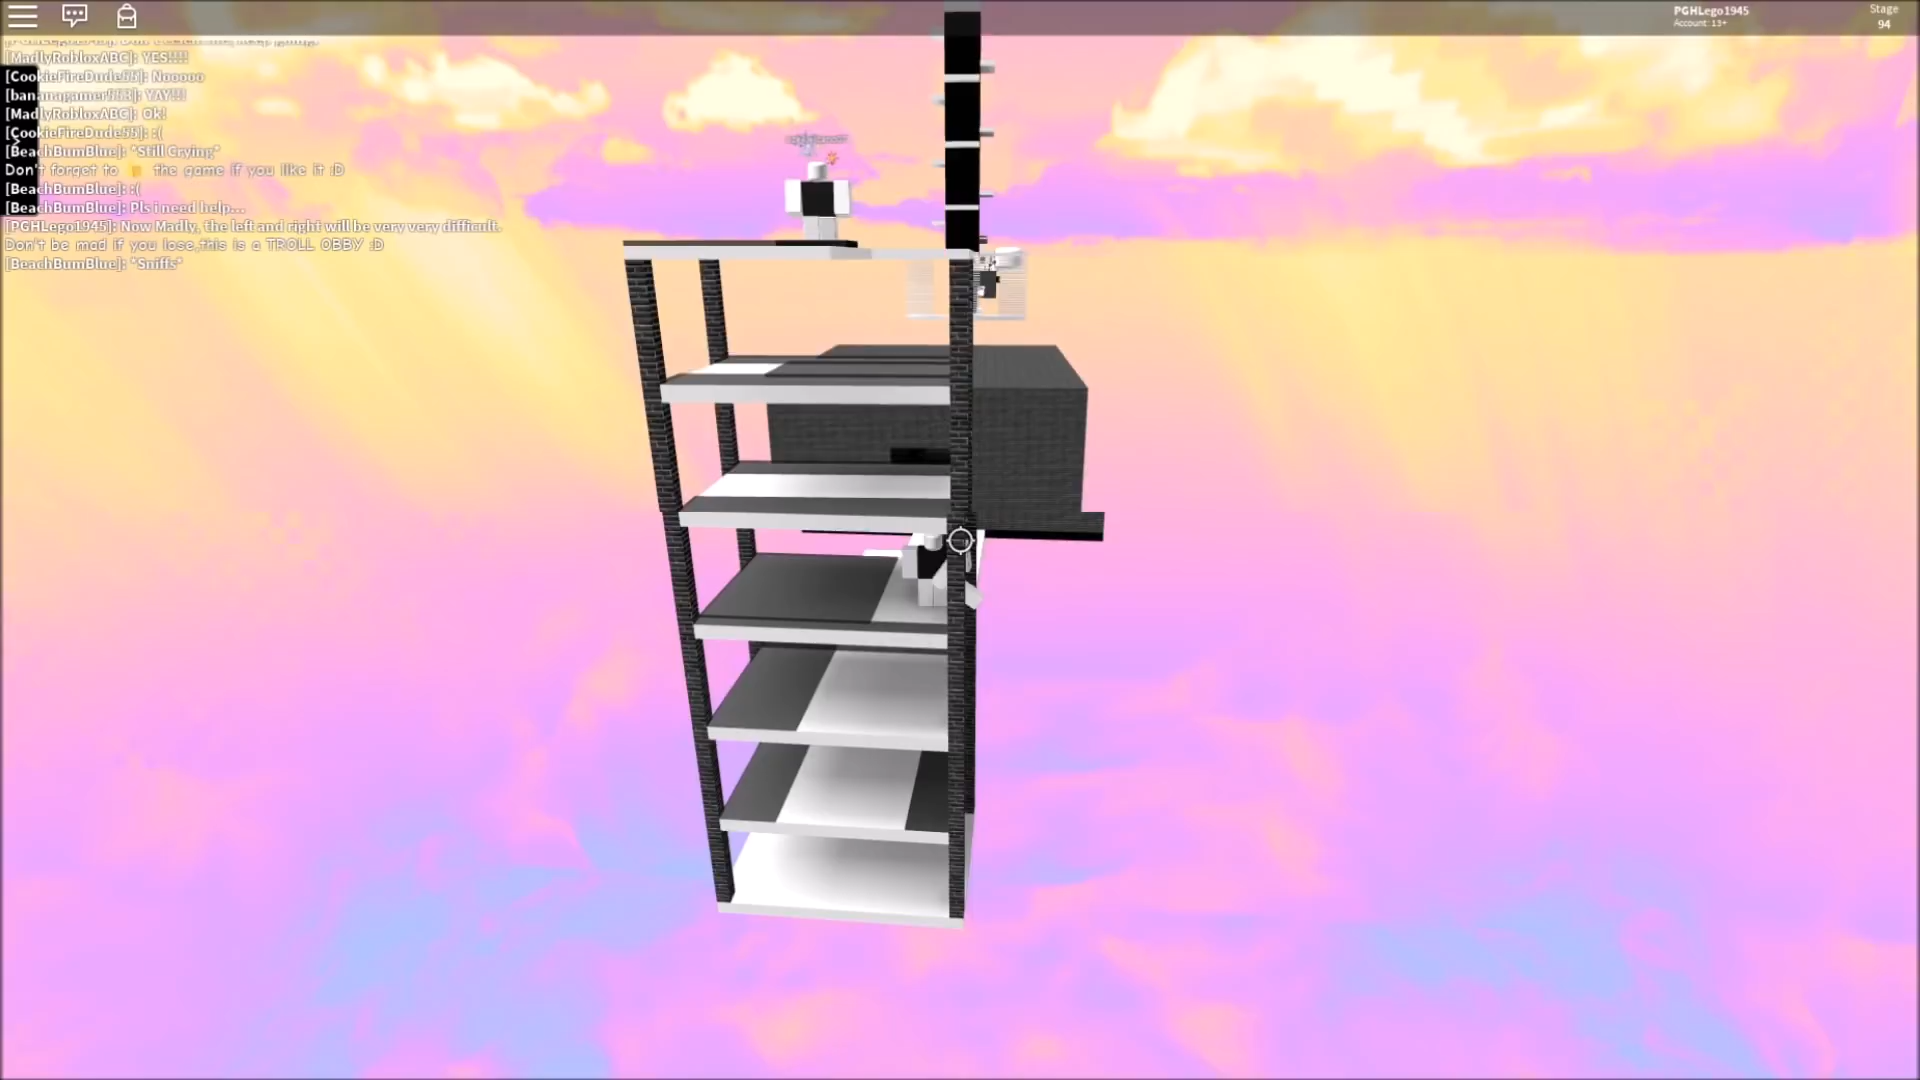 PGHLego1945
Account: 13+
Stage
94
[MadlyRobloxABC]: YES!!!!
[CookieFireDude55]: Nooooo
[bananagamer553]: YAY!!!
[MadlyRobloxABC]: Ok!
[CookieFireDude55]: :(
[BeachBumBlue]: *Still Crying*
Don't forget to 👍 the game if you like it :D
[BeachBumBlue]: :(
[BeachBumBlue]: Pls i need help...
[PGHLego1945]: Now Madly, the left and right will be very very difficult.
Don't be mad if you lose,this is a TROLL OBBY :D
[BeachBumBlue]: *Sniffs*